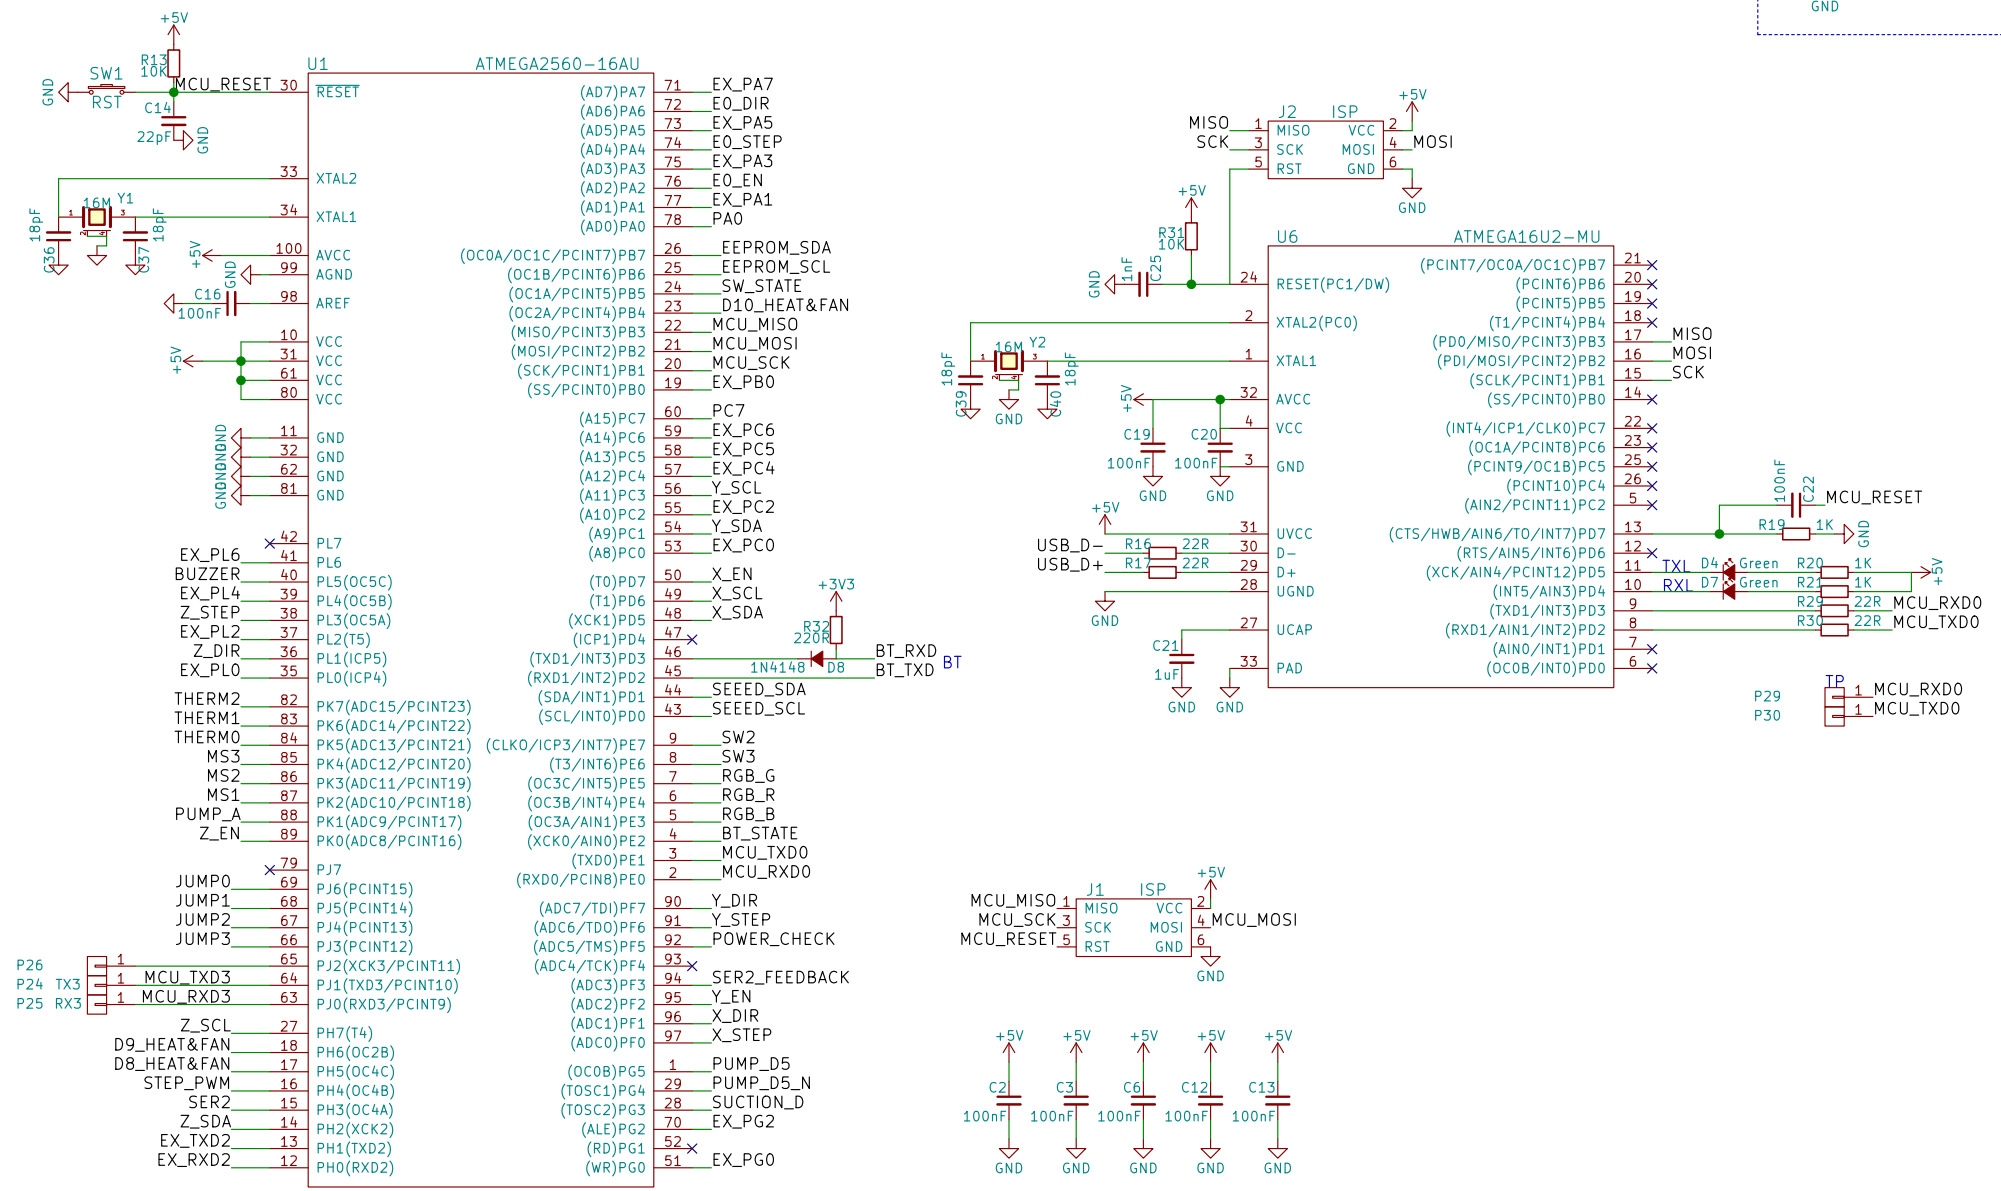 GND
+5V
R13
10K
SW1
RST
GND
MCU_RESET
C14
22pF
GND
U1 ATMEGA2560-16AU
30 RESET
33 XTAL2
34 XTAL1
16M Y1
1 3
2 4
18pF C36
18pF C37
+5V 100 AVCC
GND 99 AGND
C16
100nF
98 AREF
10 VCC
+5V 31 VCC
61 VCC
80 VCC
GND 11 GND
GND 32 GND
GND 62 GND
GND 81 GND
42 PL7
EX_PL6 41 PL6
BUZZER 40 PL5(OC5C)
EX_PL4 39 PL4(OC5B)
Z_STEP 38 PL3(OC5A)
EX_PL2 37 PL2(T5)
Z_DIR 36 PL1(ICP5)
EX_PL0 35 PL0(ICP4)
THERM2 82 PK7(ADC15/PCINT23)
THERM1 83 PK6(ADC14/PCINT22)
THERM0 84 PK5(ADC13/PCINT21)
MS3 85 PK4(ADC12/PCINT20)
MS2 86 PK3(ADC11/PCINT19)
MS1 87 PK2(ADC10/PCINT18)
PUMP_A 88 PK1(ADC9/PCINT17)
Z_EN 89 PK0(ADC8/PCINT16)
79 PJ7
JUMP0 69 PJ6(PCINT15)
JUMP1 68 PJ5(PCINT14)
JUMP2 67 PJ4(PCINT13)
JUMP3 66 PJ3(PCINT12)
P26 1 65 PJ2(XCK3/PCINT11)
P24 TX3 1 MCU_TXD3 64 PJ1(TXD3/PCINT10)
P25 RX3 1 MCU_RXD3 63 PJ0(RXD3/PCINT9)
Z_SCL 27 PH7(T4)
D9_HEAT&FAN 18 PH6(OC2B)
D8_HEAT&FAN 17 PH5(OC4C)
STEP_PWM 16 PH4(OC4B)
SER2 15 PH3(OC4A)
Z_SDA 14 PH2(XCK2)
EX_TXD2 13 PH1(TXD2)
EX_RXD2 12 PH0(RXD2)
(AD7)PA7 71 EX_PA7
(AD6)PA6 72 E0_DIR
(AD5)PA5 73 EX_PA5
(AD4)PA4 74 E0_STEP
(AD3)PA3 75 EX_PA3
(AD2)PA2 76 E0_EN
(AD1)PA1 77 EX_PA1
(AD0)PA0 78 PA0
(OC0A/OC1C/PCINT7)PB7 26 EEPROM_SDA
(OC1B/PCINT6)PB6 25 EEPROM_SCL
(OC1A/PCINT5)PB5 24 SW_STATE
(OC2A/PCINT4)PB4 23 D10_HEAT&FAN
(MISO/PCINT3)PB3 22 MCU_MISO
(MOSI/PCINT2)PB2 21 MCU_MOSI
(SCK/PCINT1)PB1 20 MCU_SCK
(SS/PCINT0)PB0 19 EX_PB0
(A15)PC7 60 PC7
(A14)PC6 59 EX_PC6
(A13)PC5 58 EX_PC5
(A12)PC4 57 EX_PC4
(A11)PC3 56 Y_SCL
(A10)PC2 55 EX_PC2
(A9)PC1 54 Y_SDA
(A8)PC0 53 EX_PC0
(T0)PD7 50 X_EN
(T1)PD6 49 X_SCL
(XCK1)PD5 48 X_SDA
(ICP1)PD4 47
(TXD1/INT3)PD3 46 BT_RXD
(RXD1/INT2)PD2 45 BT_TXD
BT
+3V3
R32
220R
1N4148 D8
(SDA/INT1)PD1 44 SEEED_SDA
(SCL/INT0)PD0 43 SEEED_SCL
(CLKO/ICP3/INT7)PE7 9 SW2
(T3/INT6)PE6 8 SW3
(OC3C/INT5)PE5 7 RGB_G
(OC3B/INT4)PE4 6 RGB_R
(OC3A/AIN1)PE3 5 RGB_B
(XCK0/AIN0)PE2 4 BT_STATE
(TXD0)PE1 3 MCU_TXD0
(RXD0/PCIN8)PE0 2 MCU_RXD0
(ADC7/TDI)PF7 90 Y_DIR
(ADC6/TDO)PF6 91 Y_STEP
(ADC5/TMS)PF5 92 POWER_CHECK
(ADC4/TCK)PF4 93
(ADC3)PF3 94 SER2_FEEDBACK
(ADC2)PF2 95 Y_EN
(ADC1)PF1 96 X_DIR
(ADC0)PF0 97 X_STEP
(OC0B)PG5 1 PUMP_D5
(TOSC1)PG4 29 PUMP_D5_N
(TOSC2)PG3 28 SUCTION_D
(ALE)PG2 70 EX_PG2
(RD)PG1 52
(WR)PG0 51 EX_PG0
J2 ISP
+5V
MISO 1 MISO VCC 2
SCK 3 SCK MOSI 4 MOSI
5 RST GND 6
GND
+5V
R31
10K
GND 1nF C25
U6 ATMEGA16U2-MU
24 RESET(PC1/DW)
2 XTAL2(PC0)
1 XTAL1
16M Y2
1 3
2 4
18pF C39
GND
18pF C40
+5V 32 AVCC
4 VCC
3 GND
C19
100nF
GND
C20
100nF
GND
+5V
31 UVCC
USB_D- R16 22R 30 D-
USB_D+ R17 22R 29 D+
28 UGND
GND
27 UCAP
C21
1uF
GND
33 PAD
GND
(PCINT7/OC0A/OC1C)PB7 21
(PCINT6)PB6 20
(PCINT5)PB5 19
(T1/PCINT4)PB4 18
(PD0/MISO/PCINT3)PB3 17 MISO
(PDI/MOSI/PCINT2)PB2 16 MOSI
(SCLK/PCINT1)PB1 15 SCK
(SS/PCINT0)PB0 14
(INT4/ICP1/CLK0)PC7 22
(OC1A/PCINT8)PC6 23
(PCINT9/OC1B)PC5 25
(PCINT10)PC4 26
(AIN2/PCINT11)PC2 5
100nF C22 MCU_RESET
(CTS/HWB/AIN6/TO/INT7)PD7 13 R19 1K GND
(RTS/AIN5/INT6)PD6 12
(XCK/AIN4/PCINT12)PD5 11 TXL D4 Green R20 1K +5V
(INT5/AIN3)PD4 10 RXL D7 Green R21 1K
(TXD1/INT3)PD3 9 R29 22R MCU_RXD0
(RXD1/AIN1/INT2)PD2 8 R30 22R MCU_TXD0
(AIN0/INT1)PD1 7
(OC0B/INT0)PD0 6
TP
P29 1 MCU_RXD0
P30 1 MCU_TXD0
J1 ISP
+5V
MCU_MISO 1 MISO VCC 2
MCU_SCK 3 SCK MOSI 4 MCU_MOSI
MCU_RESET 5 RST GND 6
GND
+5V +5V +5V +5V +5V
C2 C3 C6 C12 C13
100nF 100nF 100nF 100nF 100nF
GND GND GND GND GND